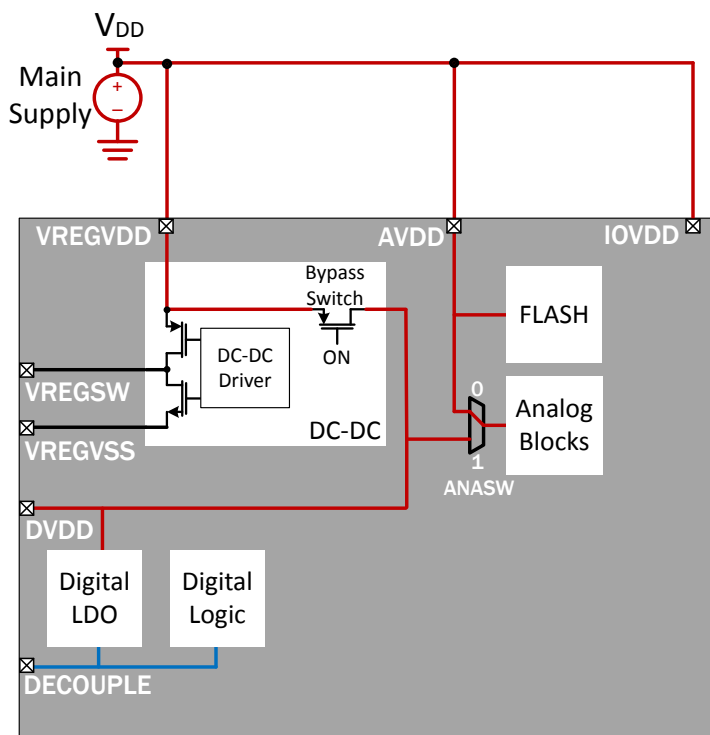 VDD
Main
Supply
+
–
VREGVDD
AVDD
IOVDD
Bypass
Switch
ON
FLASH
DC-DC
Driver
VREGSW
DC-DC
0
Analog
Blocks
1
ANASW
VREGVSS
DVDD
Digital
LDO
Digital
Logic
DECOUPLE